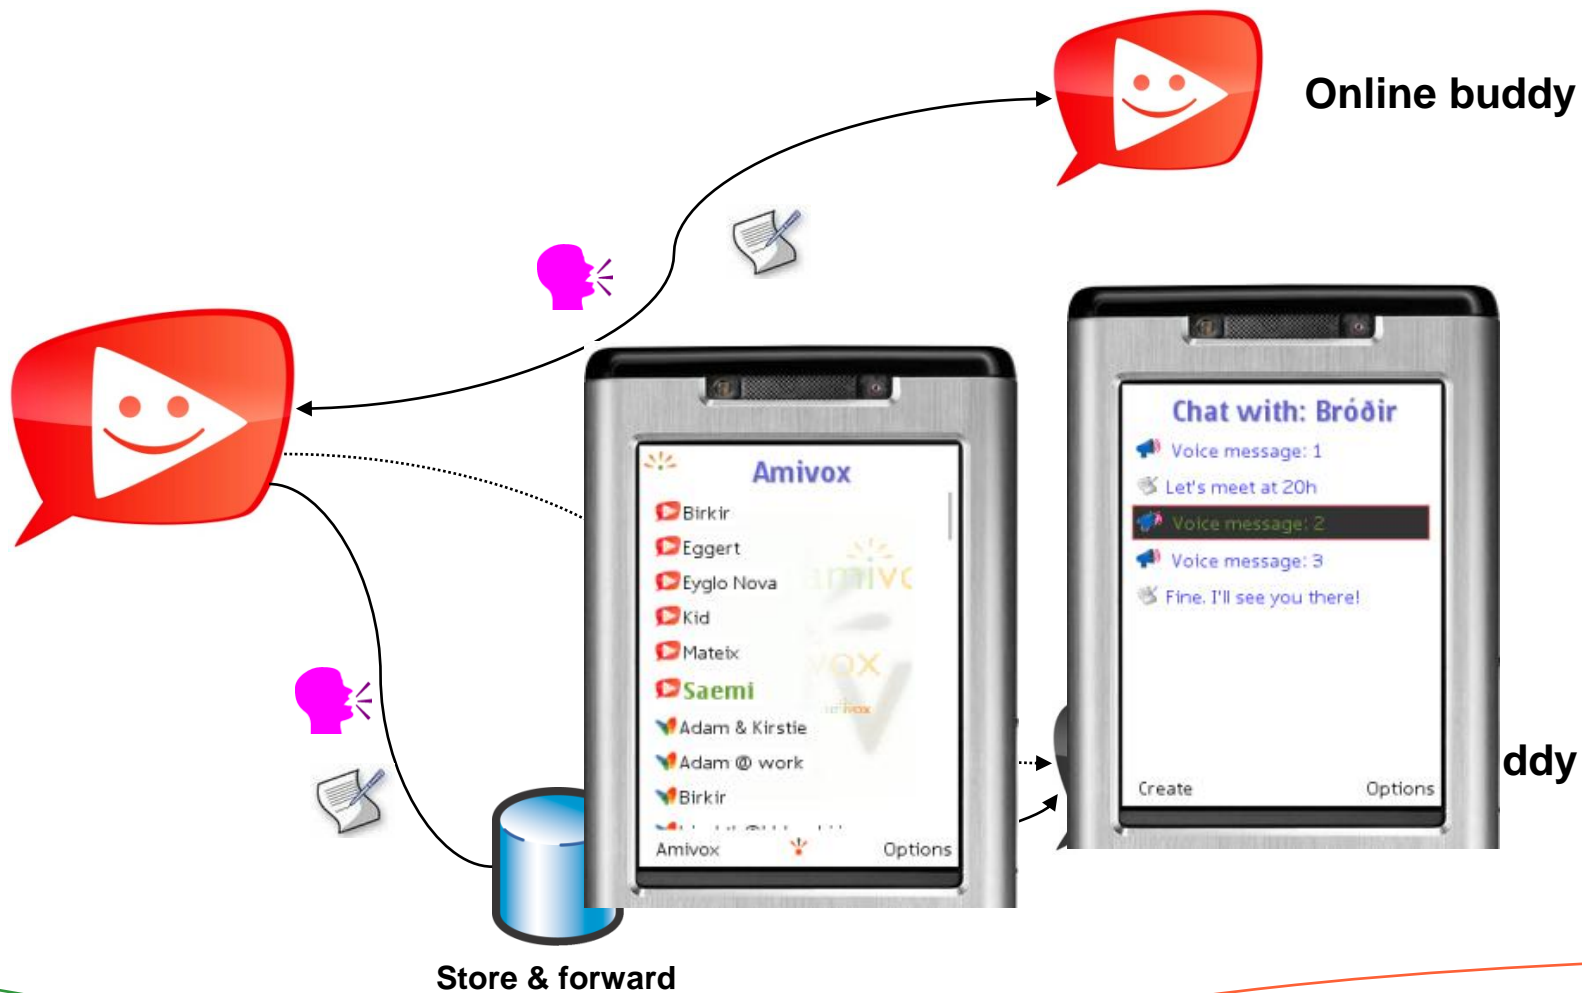 Online buddy
Chat with: Bróðir
Voice message: 1
Let's meet at 20h
Voice message: 2
Voice message: 3
Fine. I'll see you there!
Create
Options
Amivox
Birkir
Eggert
Eyglo Nova
Kid
Mateix
Saemi
Adam & Kirstie
Adam @ work
Birkir
Amivox
Options
amivo
vox
ddy
Store & forward